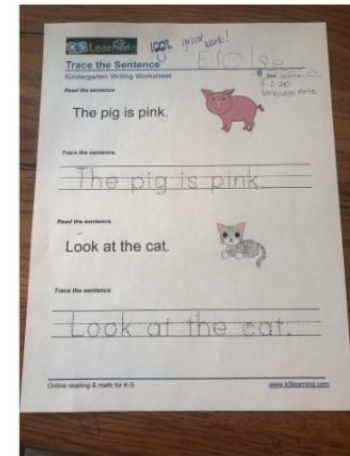 K5 Learning
100% great work!
Trace the Sentence
Kindergarten Writing Worksheet
Read the sentence.
The pig is pink.
Trace the sentence.
The pig is pink.
Read the sentence.
Look at the cat.
Trace the sentence.
Look at the cat.
Online reading & math for K-5
www.k5learning.com